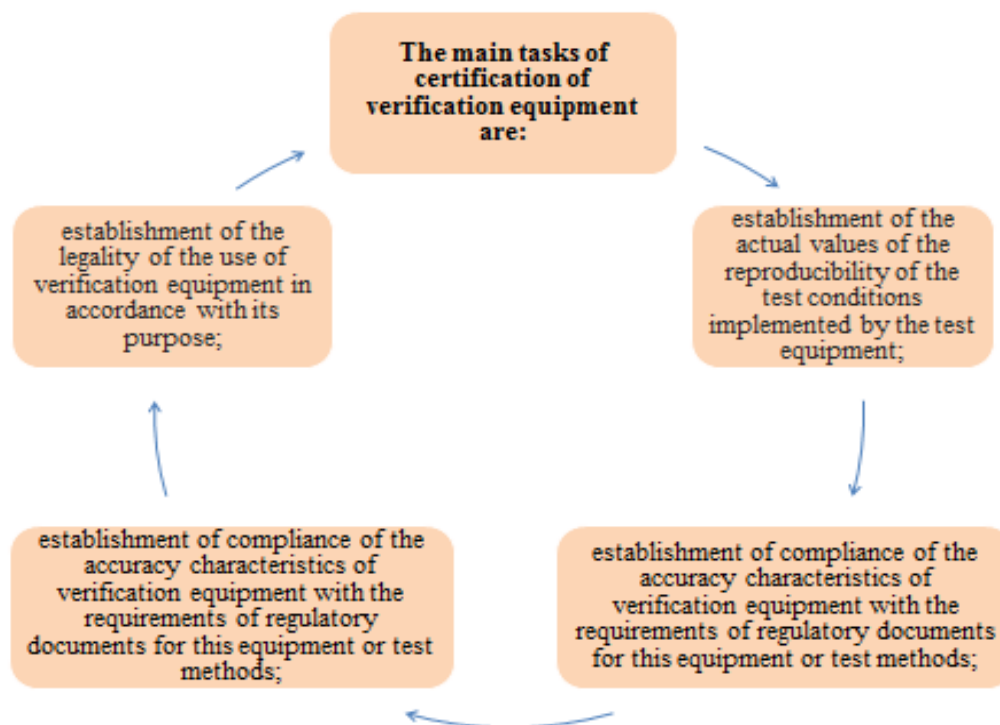 The main tasks of
certification of
verification equipment
are:
establishment of the
actual values of the
reproducibility of the
test conditions
implemented by the test
equipment;
establishment of compliance of the
accuracy characteristics of
verification equipment with the
requirements of regulatory documents
for this equipment or test methods;
establishment of compliance of the
accuracy characteristics of
verification equipment with the
requirements of regulatory
documents for this equipment or test
methods;
establishment of the
legality of the use of
verification equipment in
accordance with its
purpose;